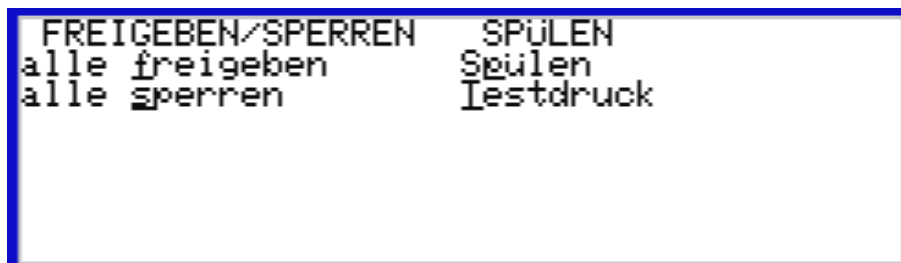 FREIGEBEN/SPERREN SPüLEN
alle freigeben Spülen
alle sperren Testdruck